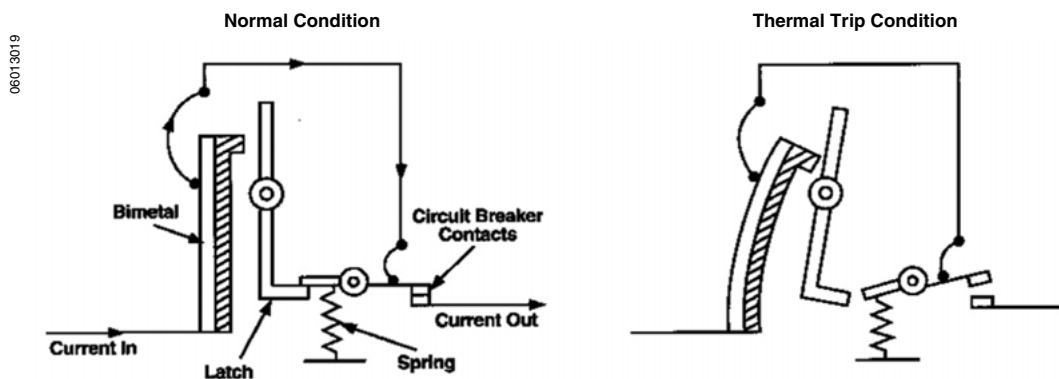 Normal Condition
Thermal Trip Condition
06013019
Bimetal
Circuit Breaker
Contacts
Current Out
Current In
Latch
Spring